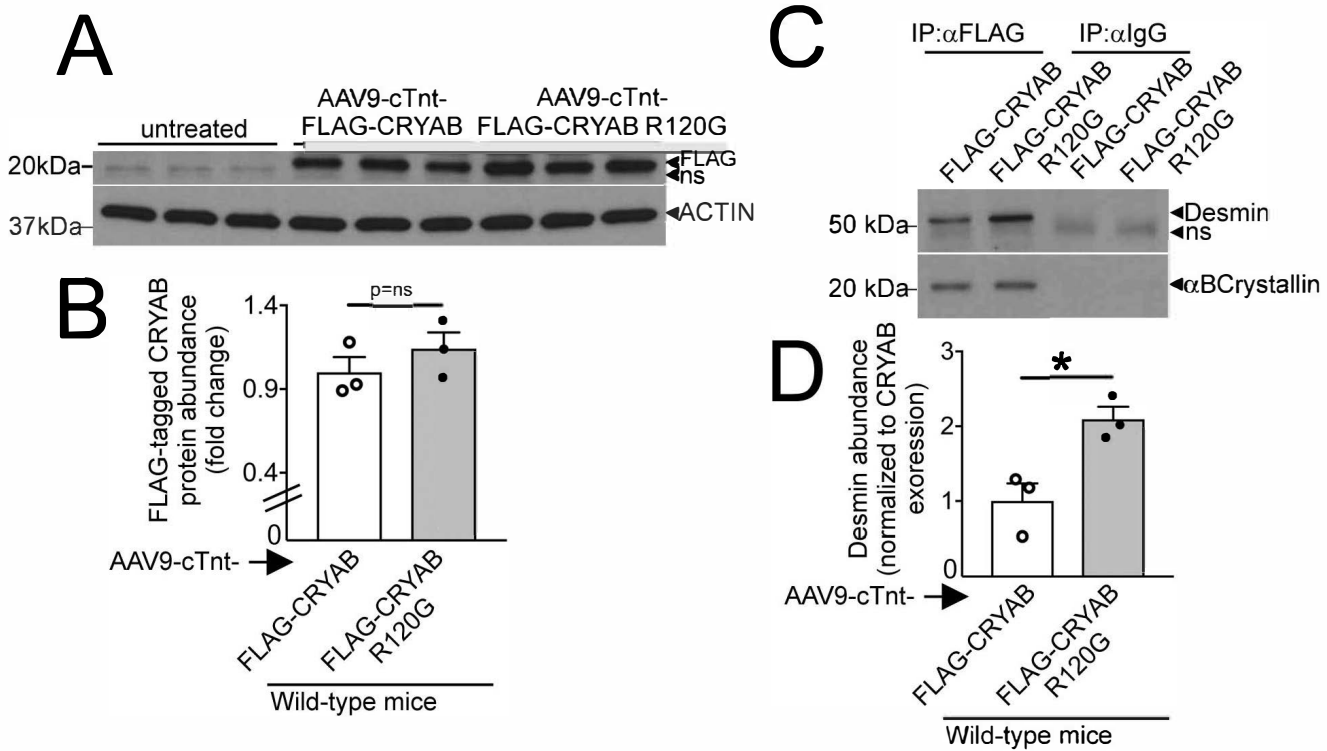 A
AAV9-cTnt-
FLAG-CRYAB
AAV9-cTnt-
FLAG-CRYAB R120G
untreated
20kDa
FLAG
ns
37kDa
ACTIN
B
FLAG-tagged CRYAB
protein abundance
(fold change)
1.4
0.9
0.4
0
p=ns
AAV9-cTnt-
FLAG-CRYAB
FLAG-CRYAB
R120G
Wild-type mice
C
IP:αFLAG
IP:αIgG
FLAG-CRYAB
FLAG-CRYAB
R120G
FLAG-CRYAB
FLAG-CRYAB
R120G
50 kDa
Desmin
ns
20 kDa
αBCrystallin
D
Desmin abundance
(normalized to CRYAB
exoression)
3
2
1
0
*
AAV9-cTnt-
FLAG-CRYAB
FLAG-CRYAB
R120G
Wild-type mice